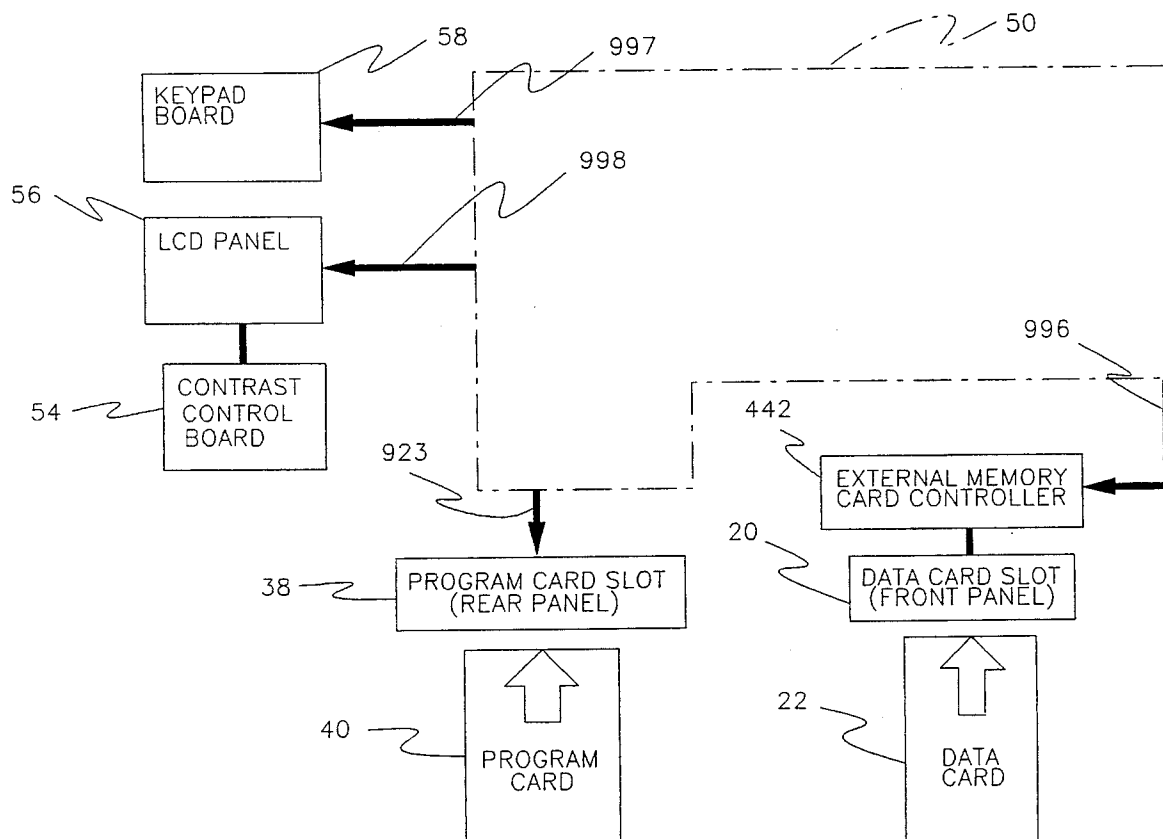 50
58
997
KEYPAD
BOARD
998
56
LCD PANEL
996
CONTRAST
CONTROL
BOARD
54
442
923
EXTERNAL MEMORY
CARD CONTROLLER
20
38
PROGRAM CARD SLOT
(REAR PANEL)
DATA CARD SLOT
(FRONT PANEL)
22
40
PROGRAM
CARD
DATA
CARD